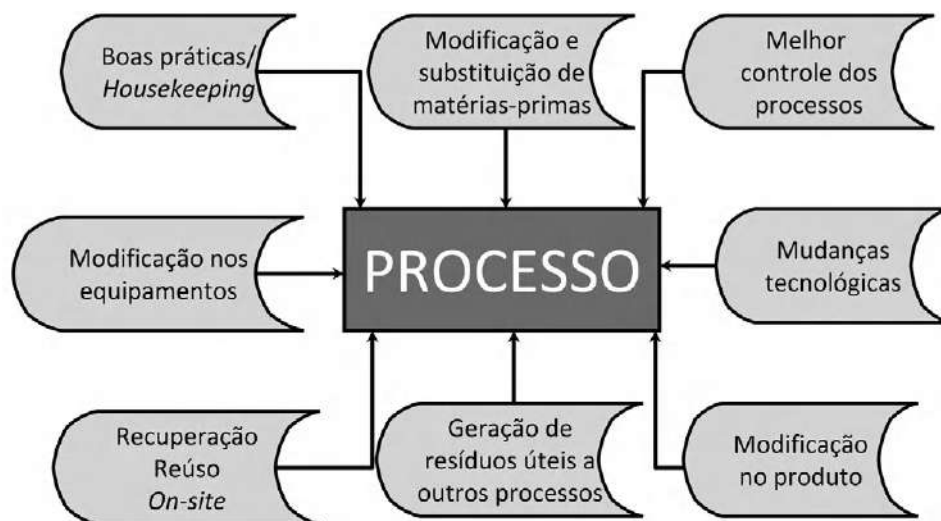 Boas práticas/
Housekeeping
Modificação e
substituição de
matérias-primas
Melhor
controle dos
processos
Modificação nos
equipamentos
PROCESSO
Mudanças
tecnológicas
Recuperação
Reúso
On-site
Geração de
resíduos úteis a
outros processos
Modificação
no produto